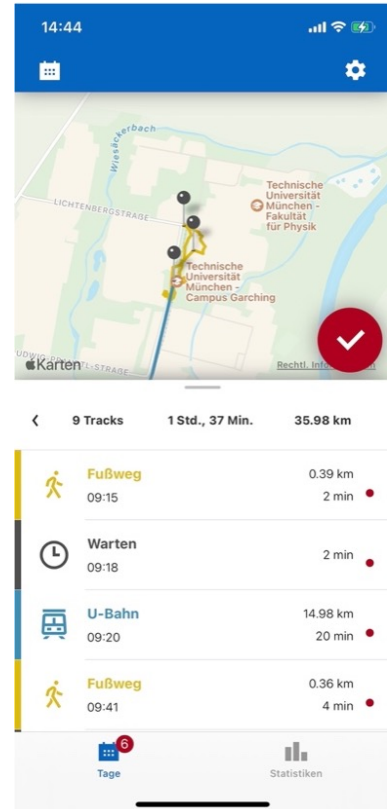 14:44
Wiesäckerbach
LICHTENBERGSTRASSE
Technische
Universität
München -
Fakultät
für Physik
Technische
Universität
München -
Campus Garching
Karten
Rechtl.
9 Tracks 1 Std., 37 Min. 35.98 km
Fußweg 0.39 km
09:15 2 min
Warten 2 min
09:18
U-Bahn 14.98 km
09:20 20 min
Fußweg 0.36 km
09:41 4 min
6
Tage Statistiken